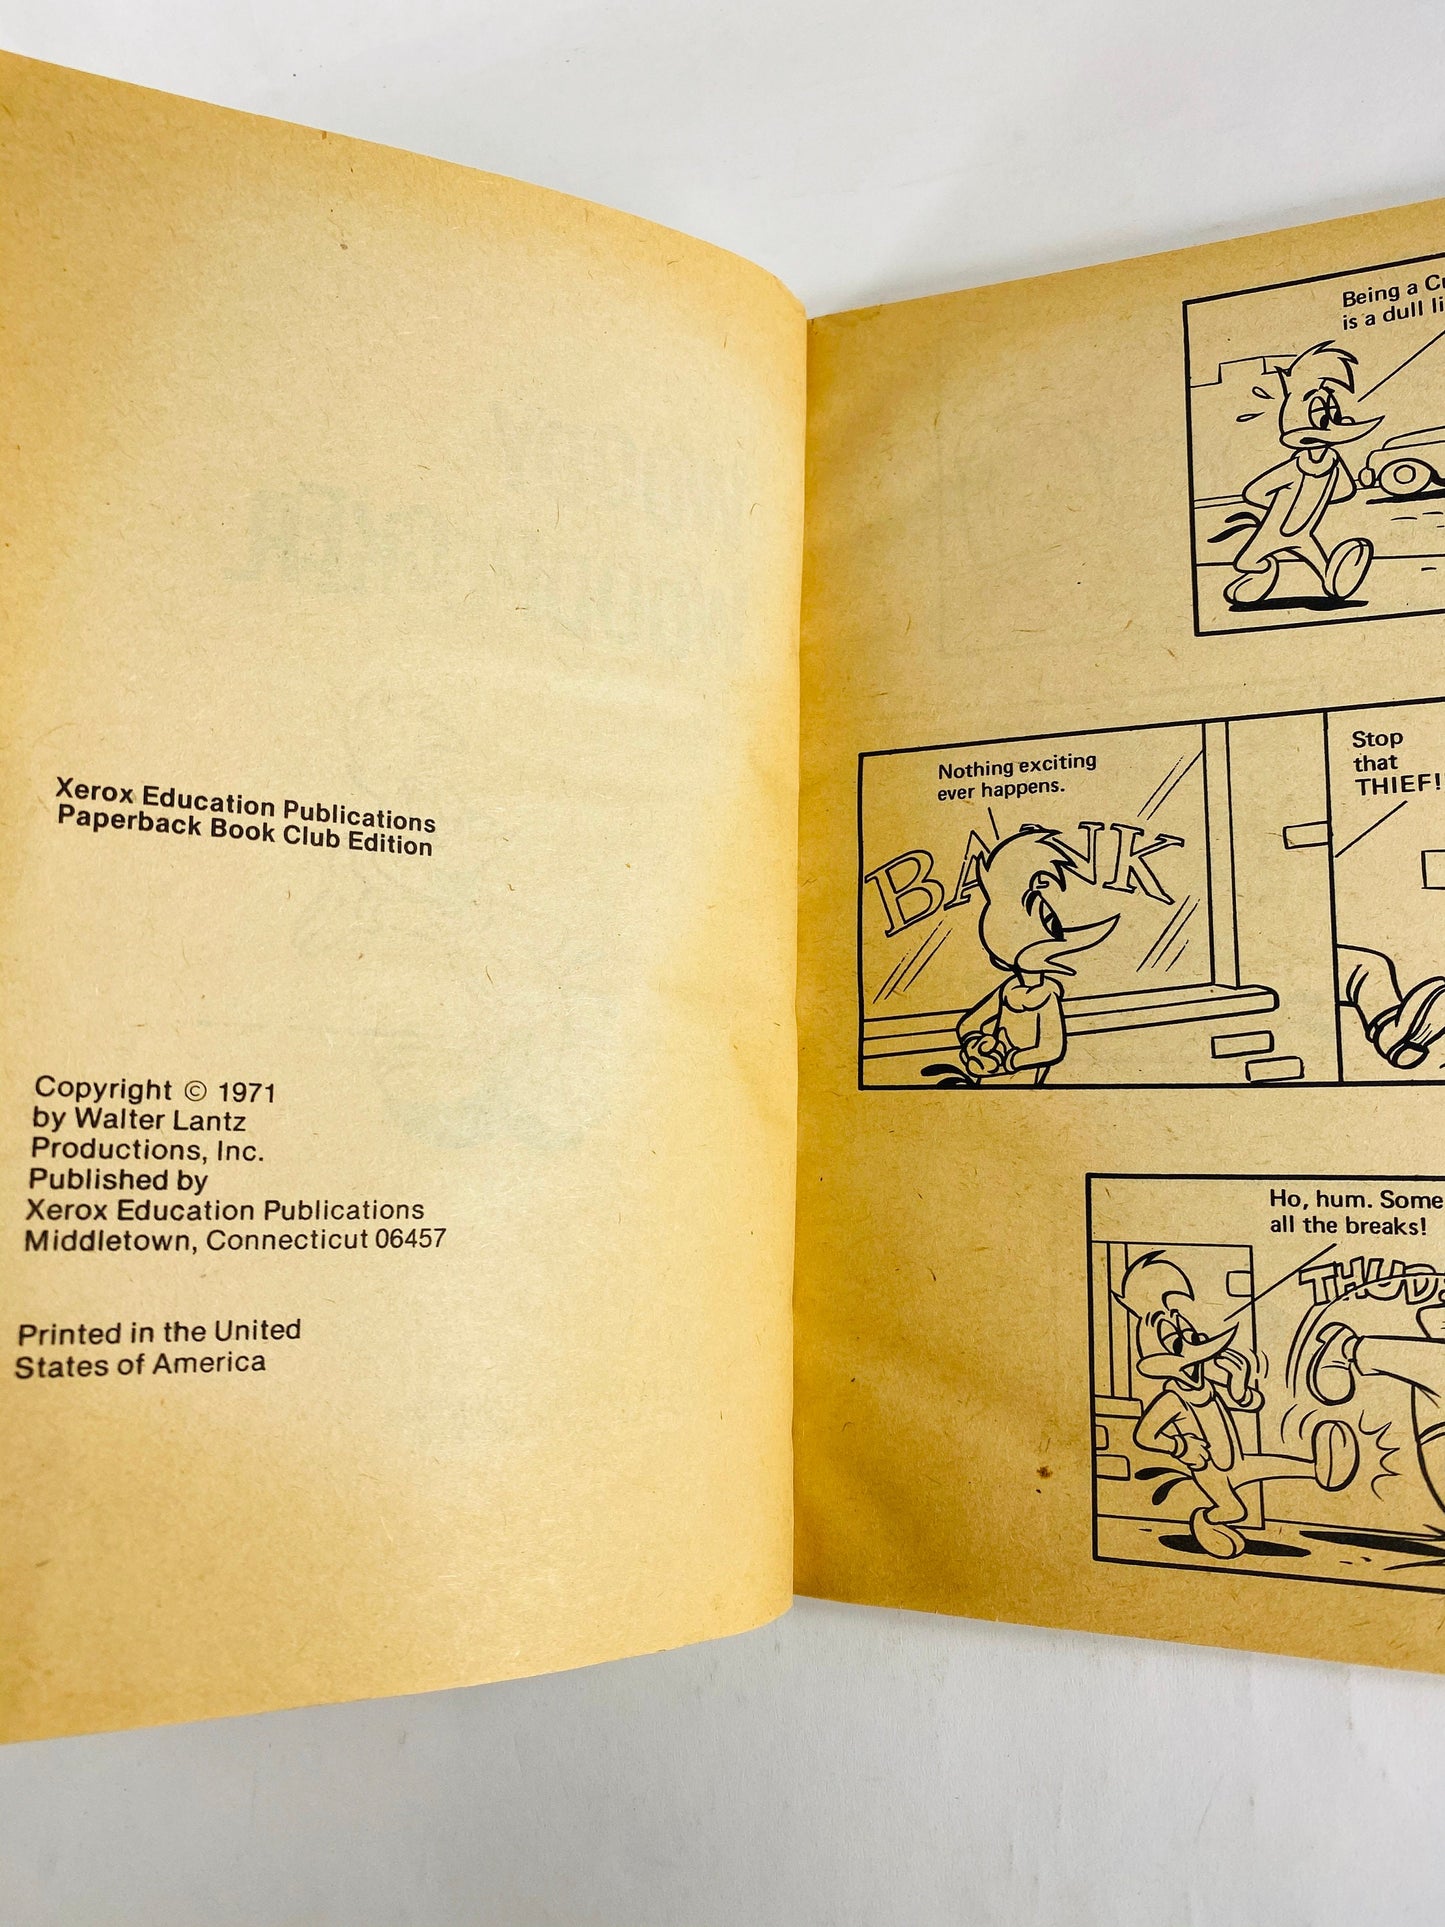 Xerox Education Publications
Paperback Book Club Edition
Copyright © 1971
by Walter Lantz
Productions, Inc.
Published by
Xerox Education Publications
Middletown, Connecticut 06457
Printed in the United
States of America
Being a
is a dull
Nothing exciting
ever happens.
BANK
Stop
that
THIEF!
Ho, hum. Some
all the breaks!
THUD